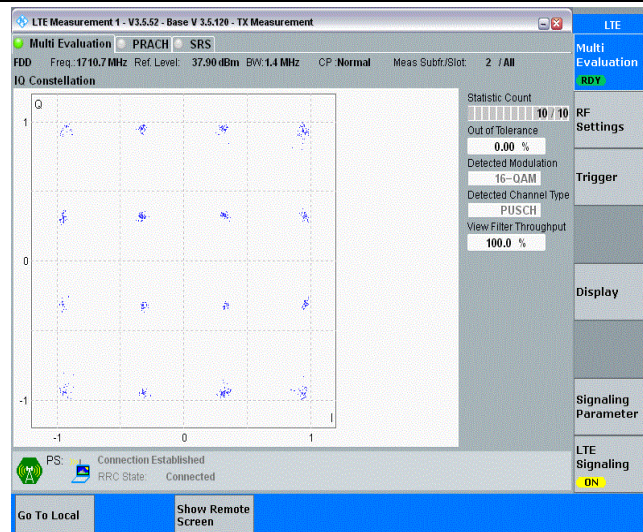 LTE Measurement 1 - V3.5.52 - Base V 3.5.120 - TX Measurement
LTE
Multi Evaluation PRACH SRS
Multi
Evaluation
RDY
FDD Freq.:1710.7 MHz Ref. Level: 37.90 dBm BW:1.4 MHz CP :Normal Meas Subfr./Slot: 2 / All
IQ Constellation
Q
1
0
-1
-1 0 1
I
Statistic Count
10 / 10
Out of Tolerance
0.00 %
Detected Modulation
16-QAM
Detected Channel Type
PUSCH
View Filter Throughput
100.0 %
RF
Settings
Trigger
Display
Signaling
Parameter
LTE
Signaling
ON
PS: Connection Established
RRC State: Connected
Go To Local
Show Remote
Screen